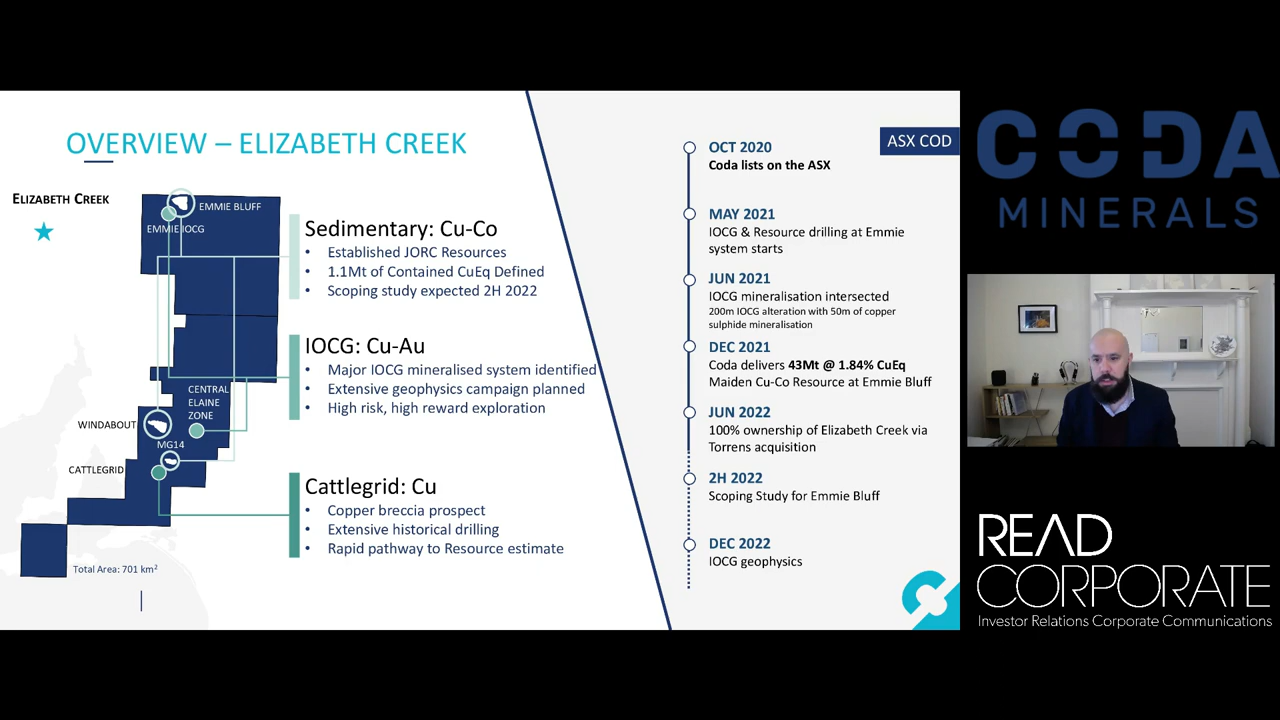 OVERVIEW – ELIZABETH CREEK
ELIZABETH CREEK
EMMIE BLUFF
EMMIE IOCG
CENTRAL
ELAINE
ZONE
WINDABOUT
MG14
CATTLEGRID
Total Area: 701 km²
Sedimentary: Cu-Co
• Established JORC Resources
• 1.1Mt of Contained CuEq Defined
• Scoping study expected 2H 2022
IOCG: Cu-Au
• Major IOCG mineralised system identified
• Extensive geophysics campaign planned
• High risk, high reward exploration
Cattlegrid: Cu
• Copper breccia prospect
• Extensive historical drilling
• Rapid pathway to Resource estimate
ASX COD
OCT 2020
Coda lists on the ASX
MAY 2021
IOCG & Resource drilling at Emmie
system starts
JUN 2021
IOCG mineralisation intersected
200m IOCG alteration with 50m of copper
sulphide mineralisation
DEC 2021
Coda delivers 43Mt @ 1.84% CuEq
Maiden Cu-Co Resource at Emmie Bluff
JUN 2022
100% ownership of Elizabeth Creek via
Torrens acquisition
2H 2022
Scoping Study for Emmie Bluff
DEC 2022
IOCG geophysics
CODA
MINERALS
READ
CORPORATE
Investor Relations Corporate Communications